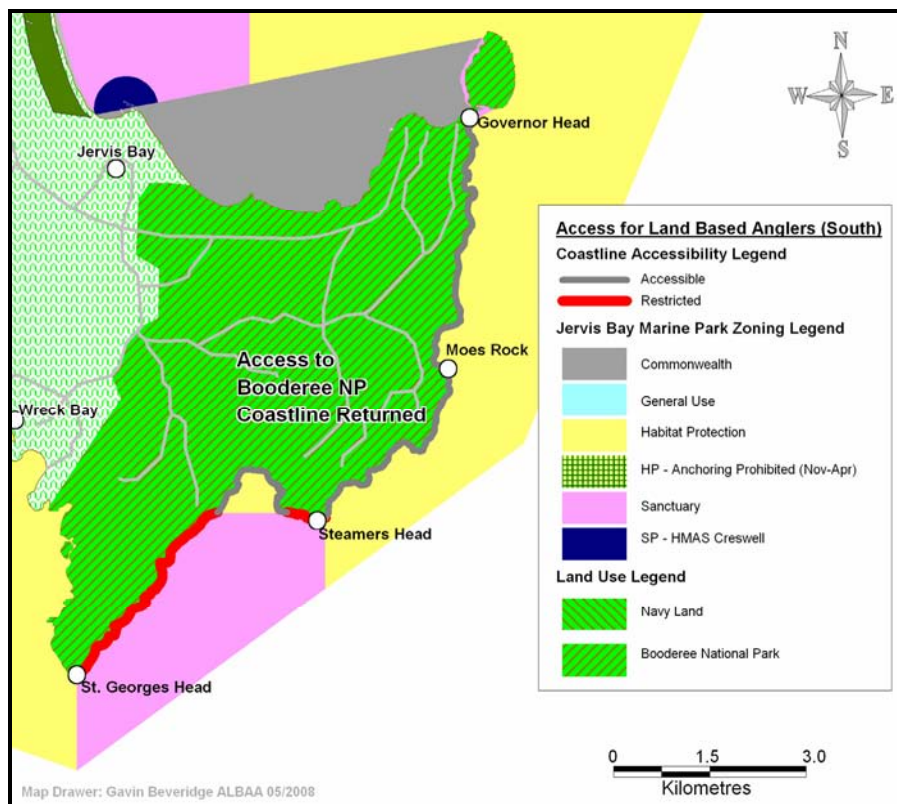 N
W
E
S
Governor Head
Jervis Bay
Access for Land Based Anglers (South)
Coastline Accessibility Legend
Accessible
Restricted
Jervis Bay Marine Park Zoning Legend
Commonwealth
General Use
Habitat Protection
HP - Anchoring Prohibited (Nov-Apr)
Sanctuary
SP - HMAS Creswell
Land Use Legend
Navy Land
Booderee National Park
Moes Rock
Access to
Booderee NP
Coastline Returned
Wreck Bay
Steamers Head
St. Georges Head
0 1.5 3.0
Kilometres
Map Drawer: Gavin Beveridge ALBAA 05/2008